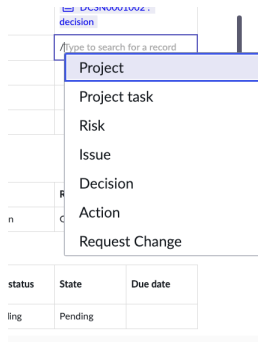 DCSN0001002 :
decision
/Type to search for a record
Project
Project task
Risk
Issue
Decision
Action
Request Change
status State Due date
Pending